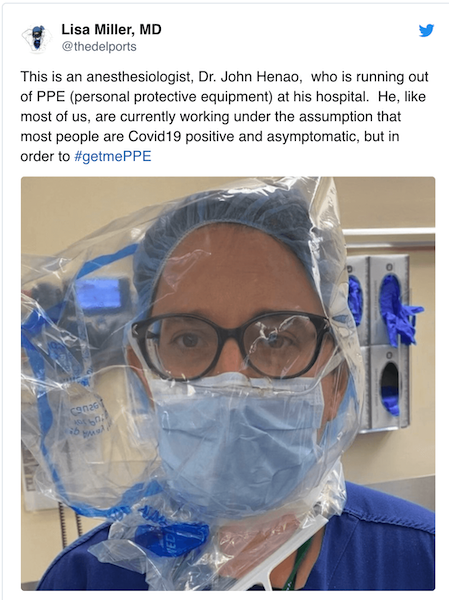 Lisa Miller, MD
@thedelports
This is an anesthesiologist, Dr. John Henao,  who is running out
of PPE (personal protective equipment) at his hospital.  He, like
most of us, are currently working under the assumption that
most people are Covid19 positive and asymptomatic, but in
order to #getmePPE